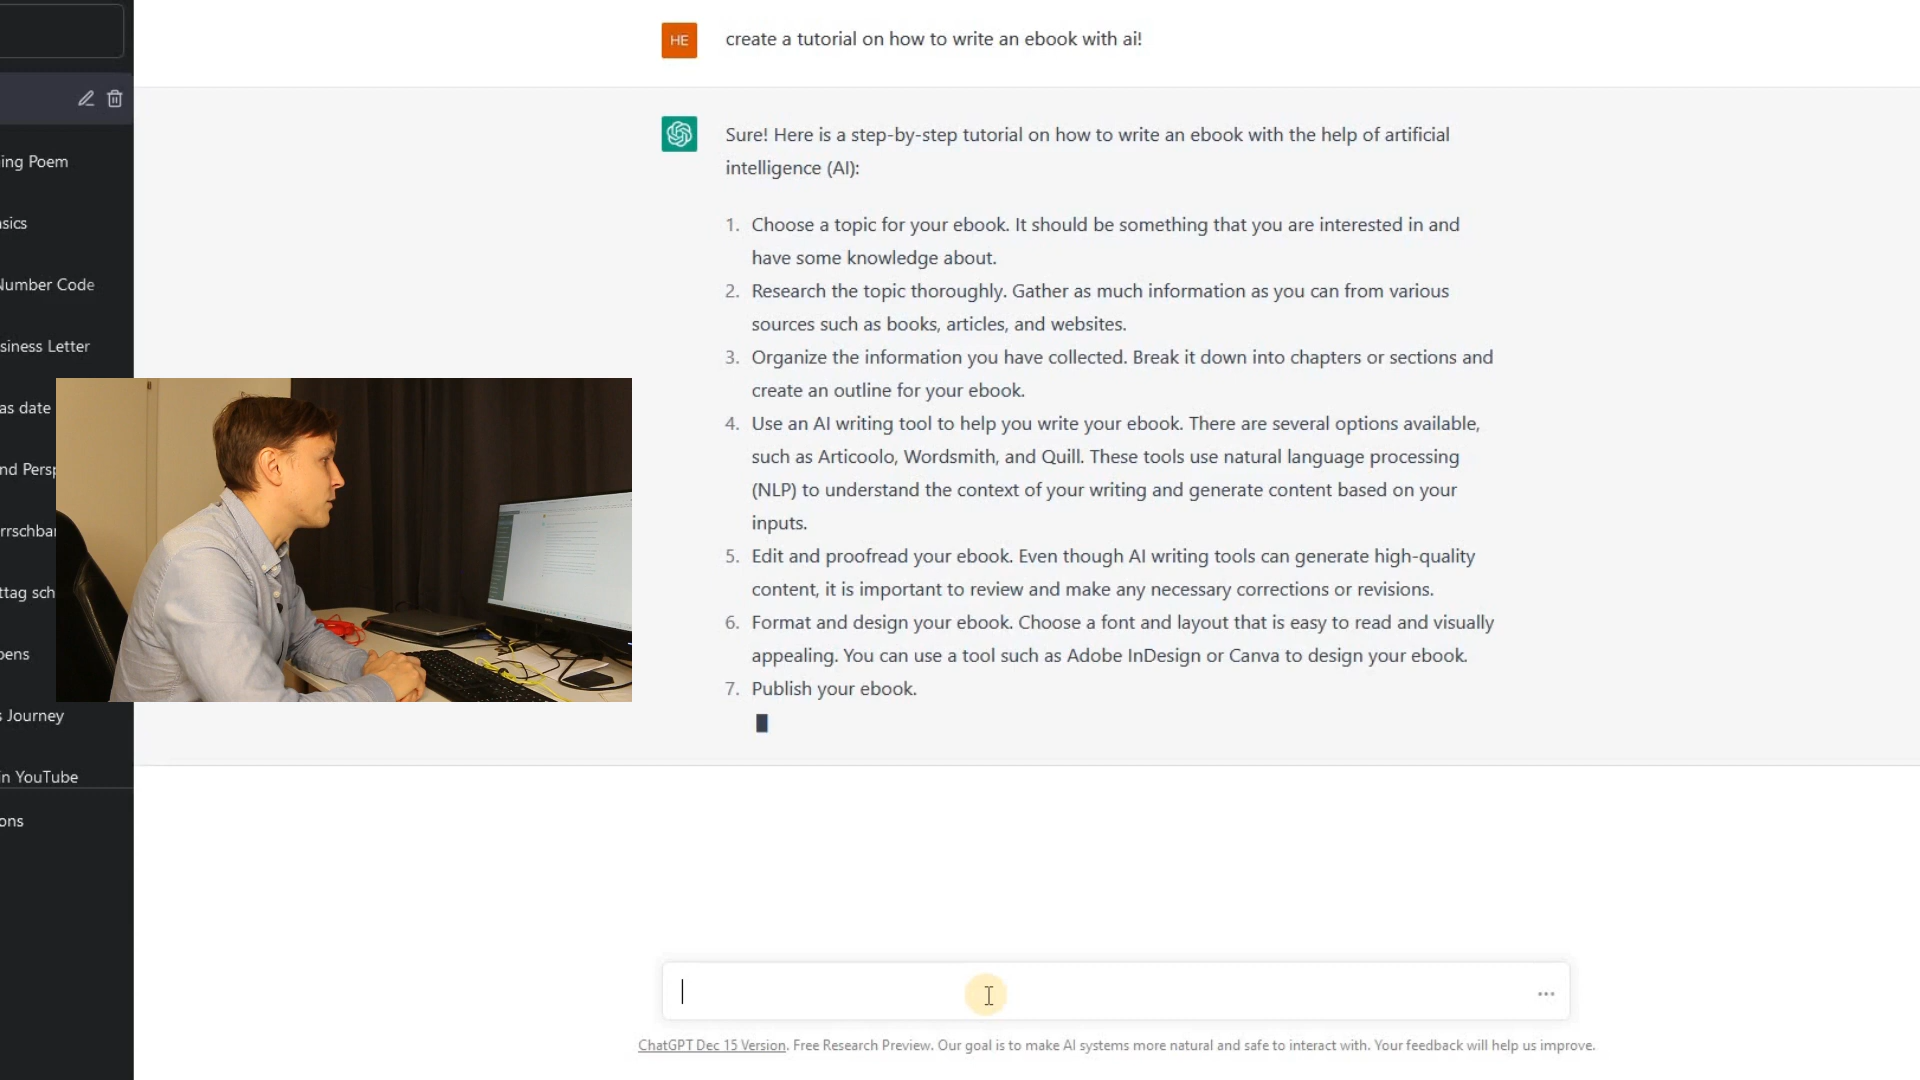 HE
create a tutorial on how to write an ebook with ai!
Sure! Here is a step-by-step tutorial on how to write an ebook with the help of artificial
intelligence (AI):
1. Choose a topic for your ebook. It should be something that you are interested in and
have some knowledge about.
2. Research the topic thoroughly. Gather as much information as you can from various
sources such as books, articles, and websites.
3. Organize the information you have collected. Break it down into chapters or sections and
create an outline for your ebook.
4. Use an AI writing tool to help you write your ebook. There are several options available,
such as Articoolo, Wordsmith, and Quill. These tools use natural language processing
(NLP) to understand the context of your writing and generate content based on your
inputs.
5. Edit and proofread your ebook. Even though AI writing tools can generate high-quality
content, it is important to review and make any necessary corrections or revisions.
6. Format and design your ebook. Choose a font and layout that is easy to read and visually
appealing. You can use a tool such as Adobe InDesign or Canva to design your ebook.
7. Publish your ebook.
ing Poem
sics
Number Code
siness Letter
as date
nd Persp
rrschbar
ttag sch
pens
s Journey
in YouTube
ons
ChatGPT Dec 15 Version. Free Research Preview. Our goal is to make AI systems more natural and safe to interact with. Your feedback will help us improve.